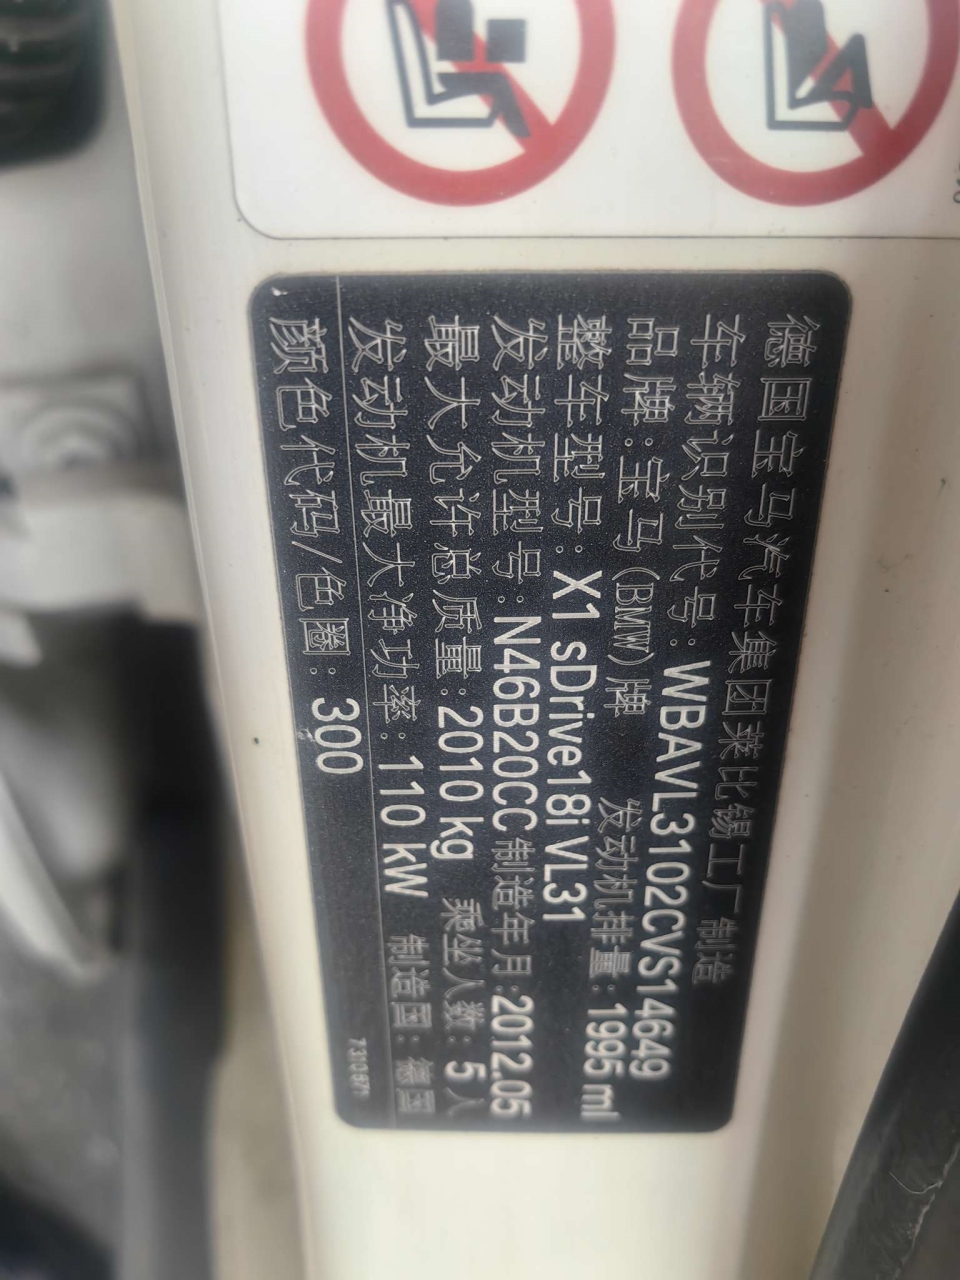 德国宝马汽车集团莱比锡工厂 制造
车辆识别代号: WBAVL3102CVS14649
品牌:宝马(BMW)牌 发动机排量: 1995 ml
整车型号: X1 sDrive18i VL31
发动机型号: N46B20CC 制造年月:2012.05
最大允许总质量: 2010 kg 乘坐人数: 5人
发动机最大净功率: 110 kW 制造国: 德国
颜色代码/色圈: 300